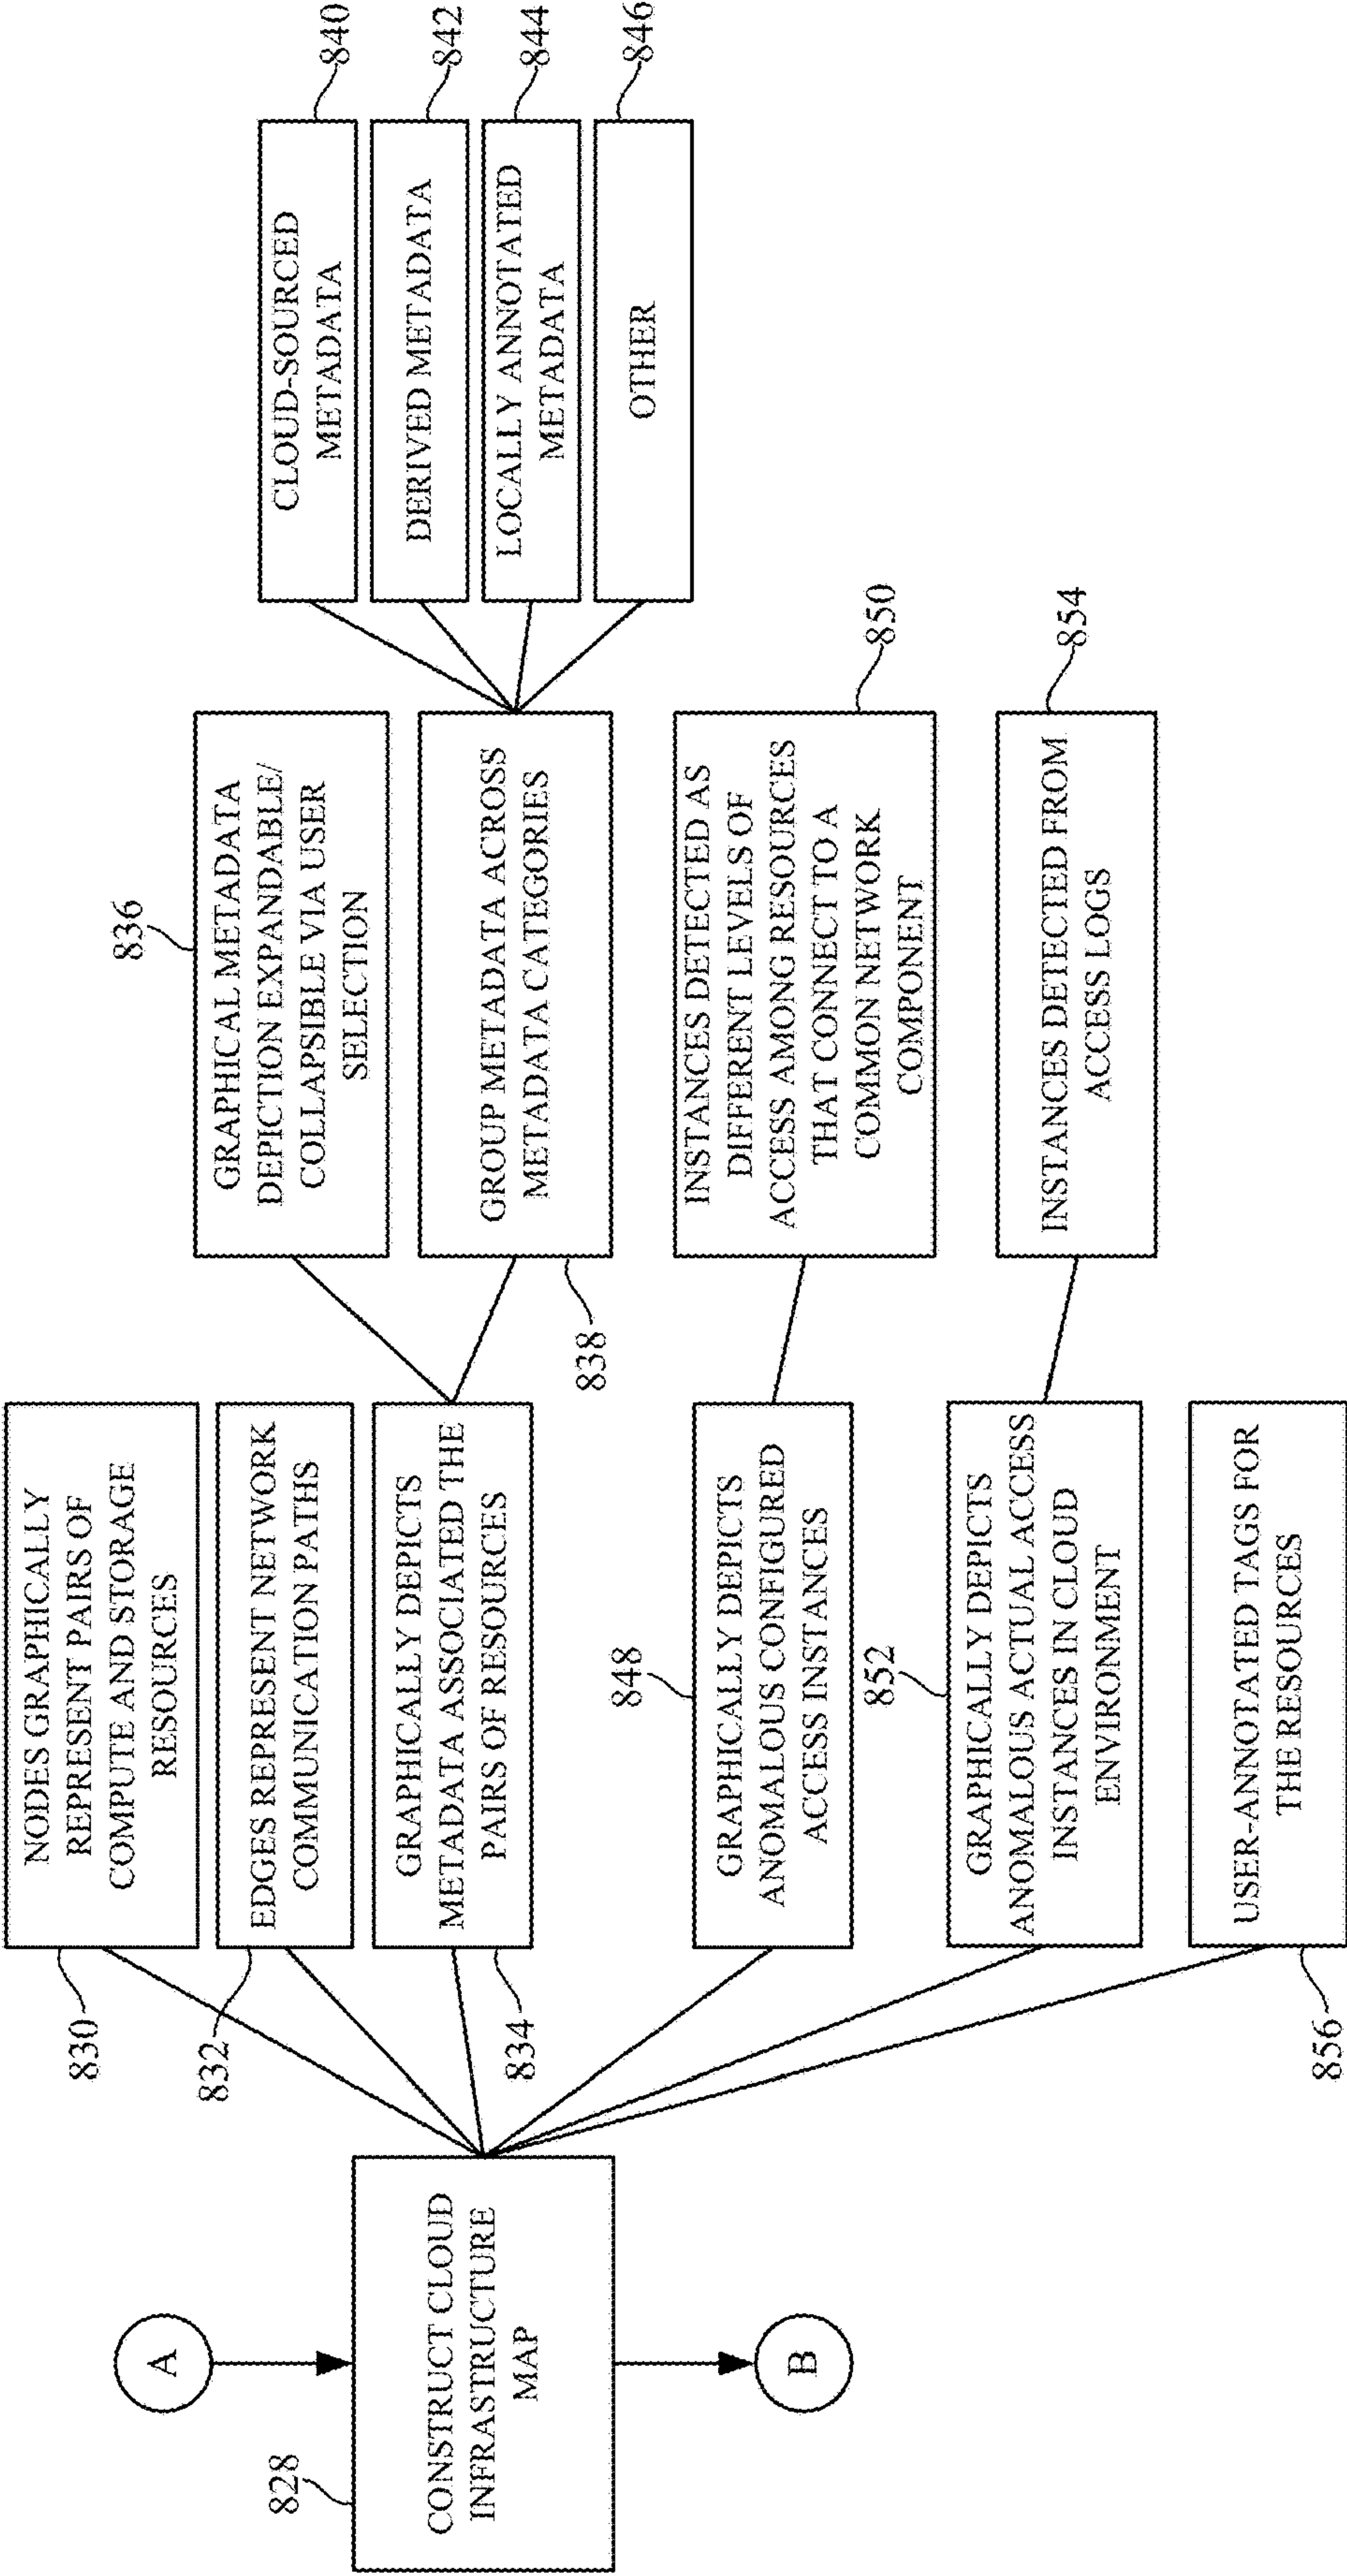 A
828
CONSTRUCT CLOUD
INFRASTRUCTURE
MAP
B
NODES GRAPHICALLY
REPRESENT PAIRS OF
COMPUTE AND STORAGE
RESOURCES
830
EDGES REPRESENT NETWORK
COMMUNICATION PATHS
832
GRAPHICALLY DEPICTS
METADATA ASSOCIATED THE
PAIRS OF RESOURCES
834
836
GRAPHICAL METADATA
DEPICTION EXPANDABLE/
COLLAPSIBLE VIA USER
SELECTION
GROUP METADATA ACROSS
METADATA CATEGORIES
838
CLOUD-SOURCED
METADATA
840
DERIVED METADATA
842
LOCALLY ANNOTATED
METADATA
844
OTHER
846
848
GRAPHICALLY DEPICTS
ANOMALOUS CONFIGURED
ACCESS INSTANCES
INSTANCES DETECTED AS
DIFFERENT LEVELS OF
ACCESS AMONG RESOURCES
THAT CONNECT TO A
COMMON NETWORK
COMPONENT
850
852
GRAPHICALLY DEPICTS
ANOMALOUS ACTUAL ACCESS
INSTANCES IN CLOUD
ENVIRONMENT
INSTANCES DETECTED FROM
ACCESS LOGS
854
USER-ANNOTATED TAGS FOR
THE RESOURCES
856